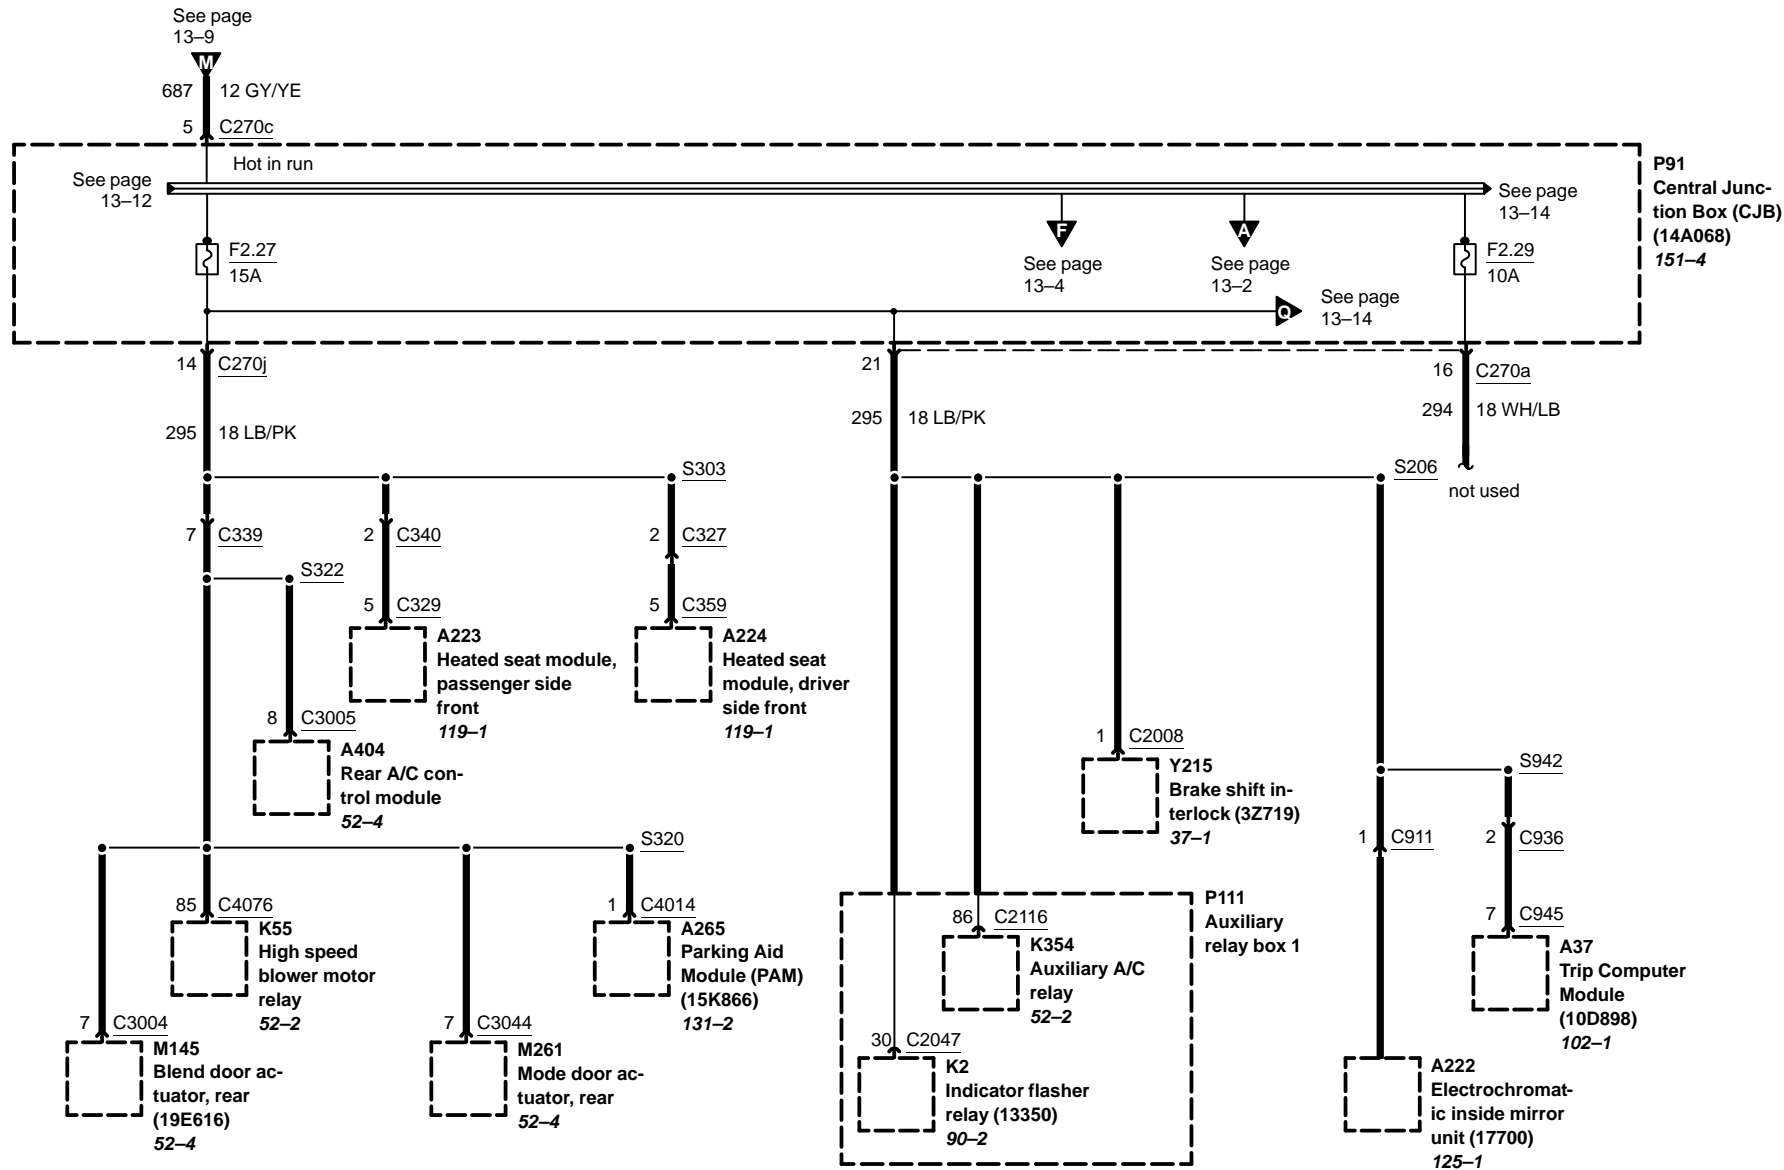 See page
13–9
M
687 12 GY/YE
5 C270c
Hot in run
See page
13–12
See page
13–14
P91
Central Junc-
tion Box (CJB)
(14A068)
151–4
F2.27
15A
F
See page
13–4
A
See page
13–2
F2.29
10A
Q
See page
13–14
14 C270j
21
16 C270a
295 18 LB/PK
295 18 LB/PK
294 18 WH/LB
not used
S303
S206
7 C339
2 C340
2 C327
S322
5 C329
5 C359
A223
Heated seat module,
passenger side
front
119–1
A224
Heated seat
module, driver
side front
119–1
8 C3005
A404
Rear A/C con-
trol module
52–4
1 C2008
Y215
Brake shift in-
terlock (3Z719)
37–1
S942
1 C911
2 C936
S320
85 C4076
K55
High speed
blower motor
relay
52–2
1 C4014
A265
Parking Aid
Module (PAM)
(15K866)
131–2
P111
Auxiliary
relay box 1
86 C2116
K354
Auxiliary A/C
relay
52–2
7 C945
A37
Trip Computer
Module
(10D898)
102–1
7 C3004
M145
Blend door ac-
tuator, rear
(19E616)
52–4
7 C3044
M261
Mode door ac-
tuator, rear
52–4
30 C2047
K2
Indicator flasher
relay (13350)
90–2
A222
Electrochromat-
ic inside mirror
unit (17700)
125–1